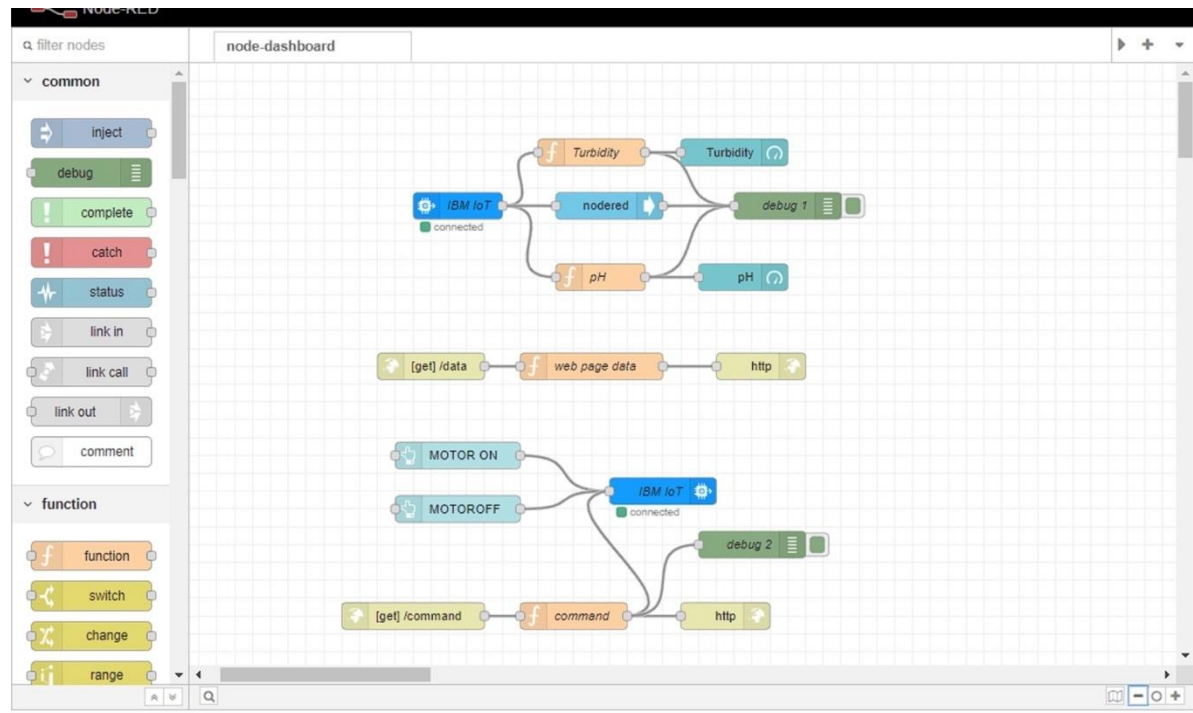 Node-RED
filter nodes
node-dashboard
common
inject
debug
complete
catch
status
link in
link call
link out
comment
function
function
switch
change
range
Turbidity
Turbidity
IBM IoT
connected
nodered
debug 1
pH
pH
[get] /data
web page data
http
MOTOR ON
MOTOROFF
IBM IoT
connected
debug 2
[get] /command
command
http